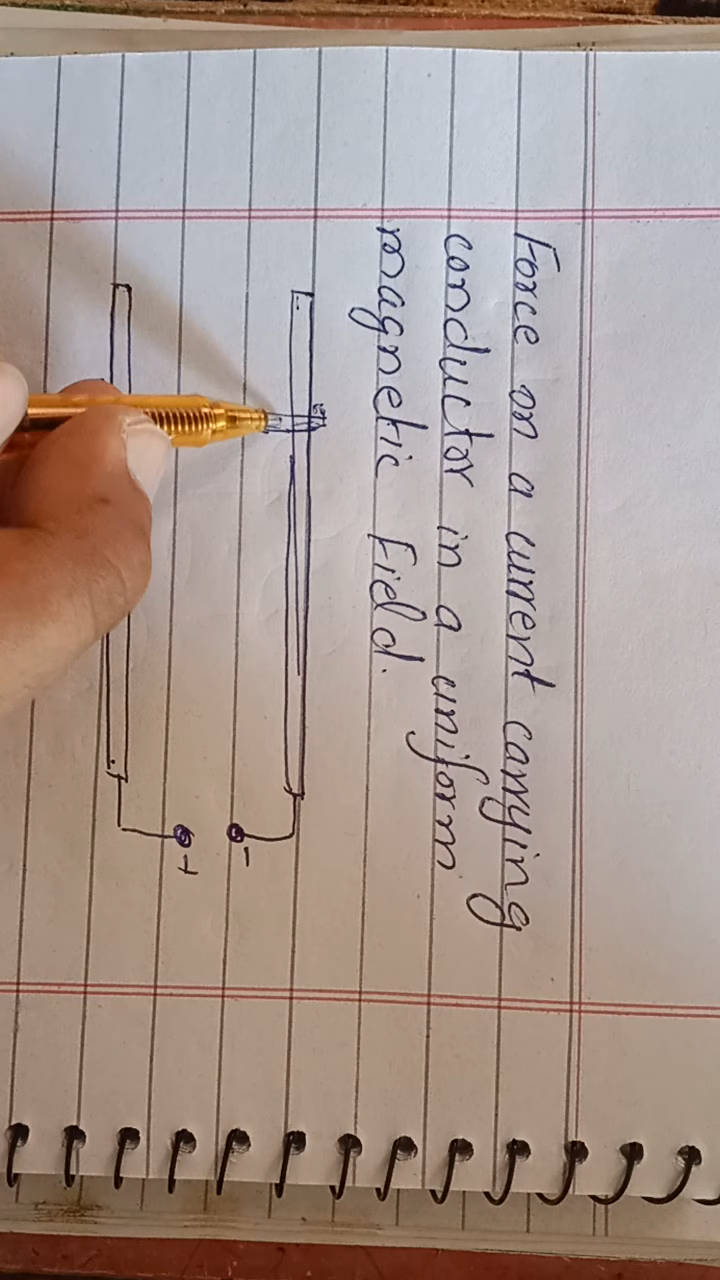 Force on a current carrying
conductor in a uniform
magnetic Field.
-
+